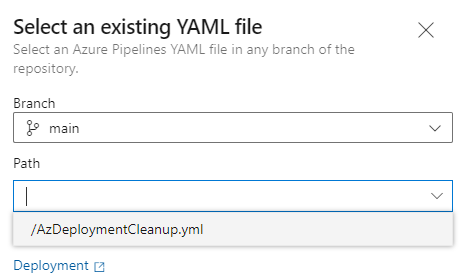 Select an existing YAML file
Select an Azure Pipelines YAML file in any branch of the
repository.
Branch
main
Path
/AzDeploymentCleanup.yml
Deployment